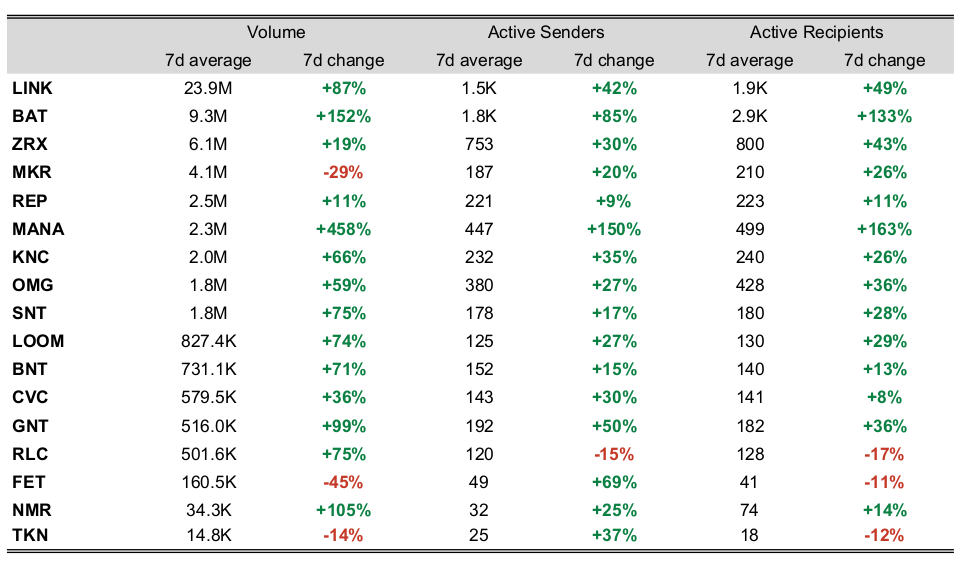 Volume Active Senders Active Recipients
7d average 7d change 7d average 7d change 7d average 7d change
LINK 23.9M +87% 1.5K +42% 1.9K +49%
BAT 9.3M +152% 1.8K +85% 2.9K +133%
ZRX 6.1M +19% 753 +30% 800 +43%
MKR 4.1M -29% 187 +20% 210 +26%
REP 2.5M +11% 221 +9% 223 +11%
MANA 2.3M +458% 447 +150% 499 +163%
KNC 2.0M +66% 232 +35% 240 +26%
OMG 1.8M +59% 380 +27% 428 +36%
SNT 1.8M +75% 178 +17% 180 +28%
LOOM 827.4K +74% 125 +27% 130 +29%
BNT 731.1K +71% 152 +15% 140 +13%
CVC 579.5K +36% 143 +30% 141 +8%
GNT 516.0K +99% 192 +50% 182 +36%
RLC 501.6K +75% 120 -15% 128 -17%
FET 160.5K -45% 49 +69% 41 -11%
NMR 34.3K +105% 32 +25% 74 +14%
TKN 14.8K -14% 25 +37% 18 -12%